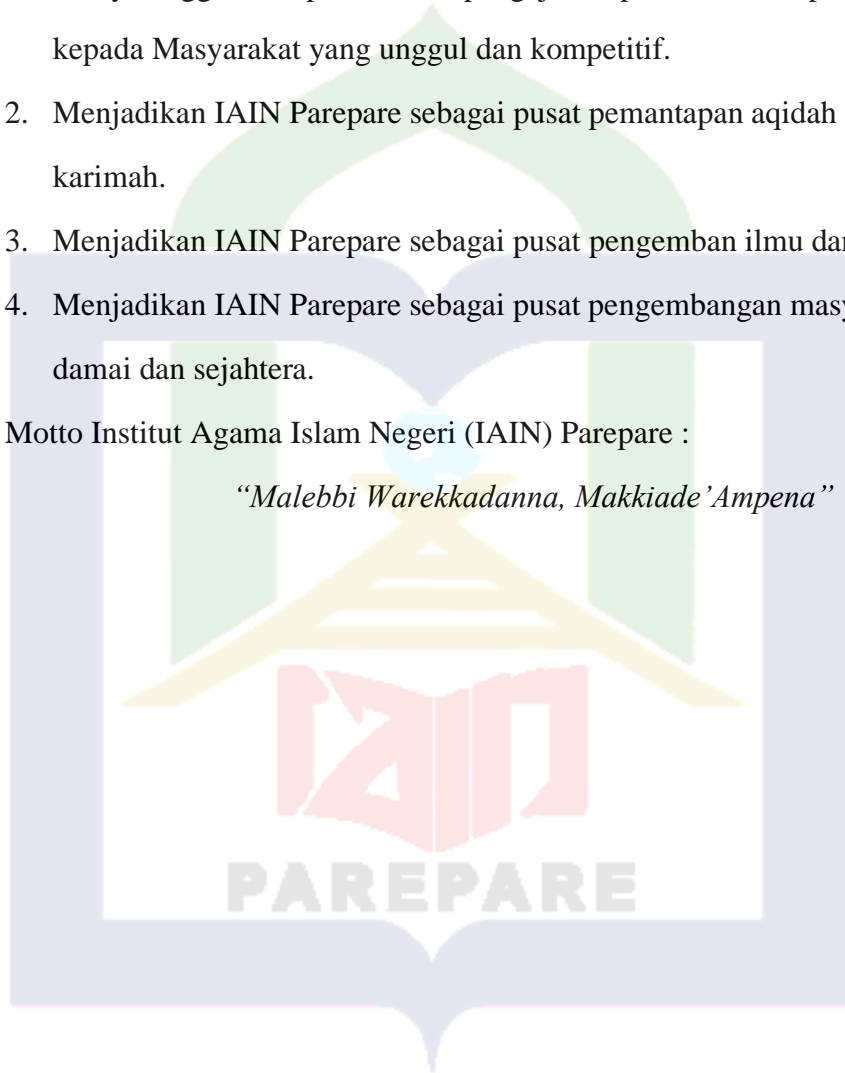 kepada Masyarakat yang unggul dan kompetitif.
2. Menjadikan IAIN Parepare sebagai pusat pemantapan aqidah
karimah.
3. Menjadikan IAIN Parepare sebagai pusat pengemban ilmu dan
4. Menjadikan IAIN Parepare sebagai pusat pengembangan
damai dan sejahtera.
Motto Institut Agama Islam Negeri (IAIN) Parepare :
“Malebbi Warekkadanna, Makkiade’Ampena”
iain
PAREPARE